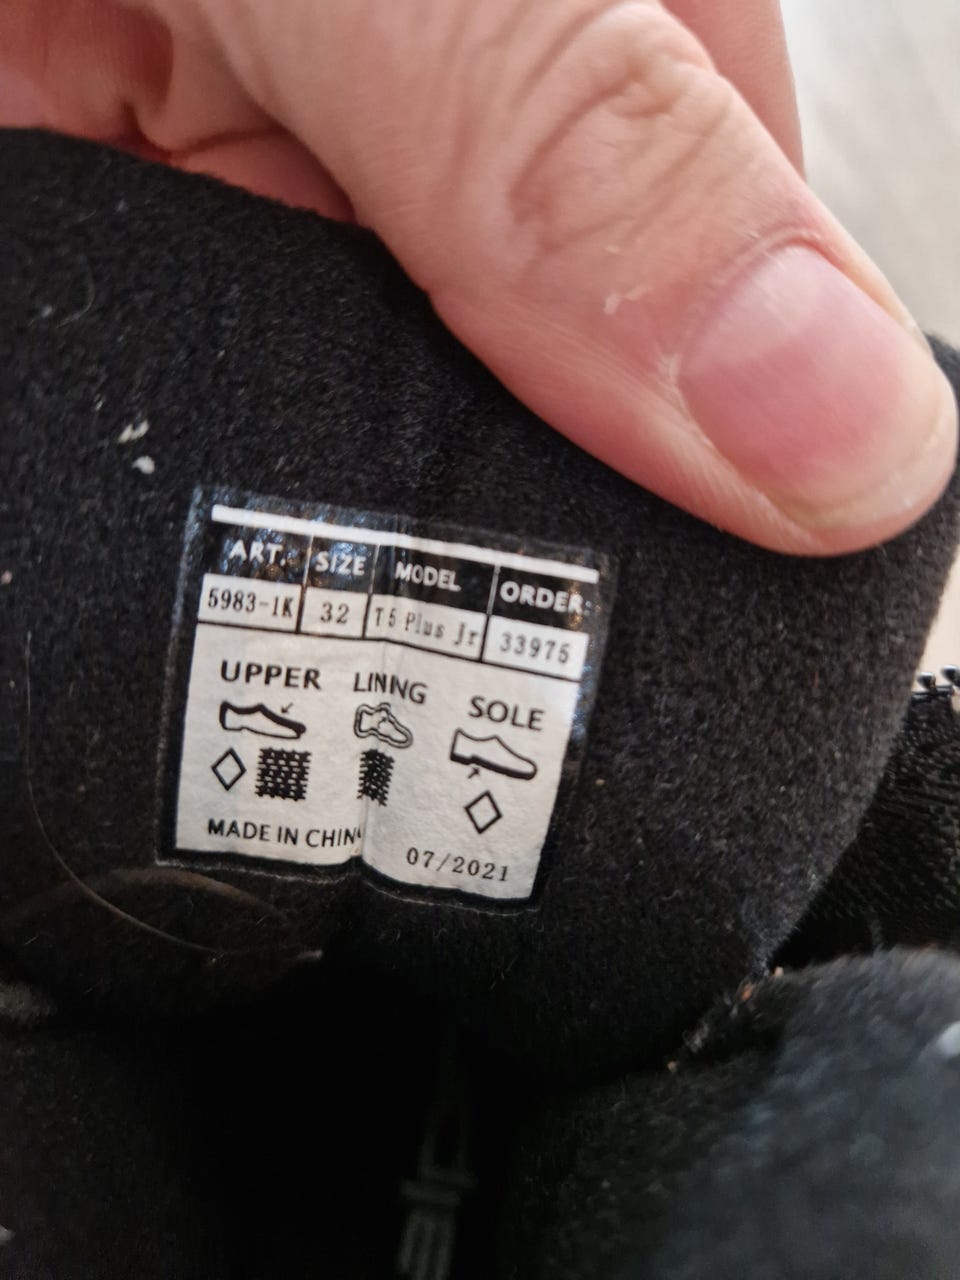 ART. SIZE MODEL ORDER:
5983-1K 32 T5 Plus Jr 33975
UPPER LINING SOLE
MADE IN CHIN
07/2021